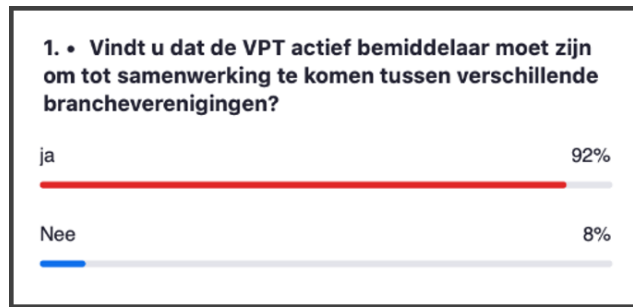 1. • Vindt u dat de VPT actief bemiddelaar moet zijn
om tot samenwerking te komen tussen verschillende
brancheverenigingen?
ja 92%
Nee 8%